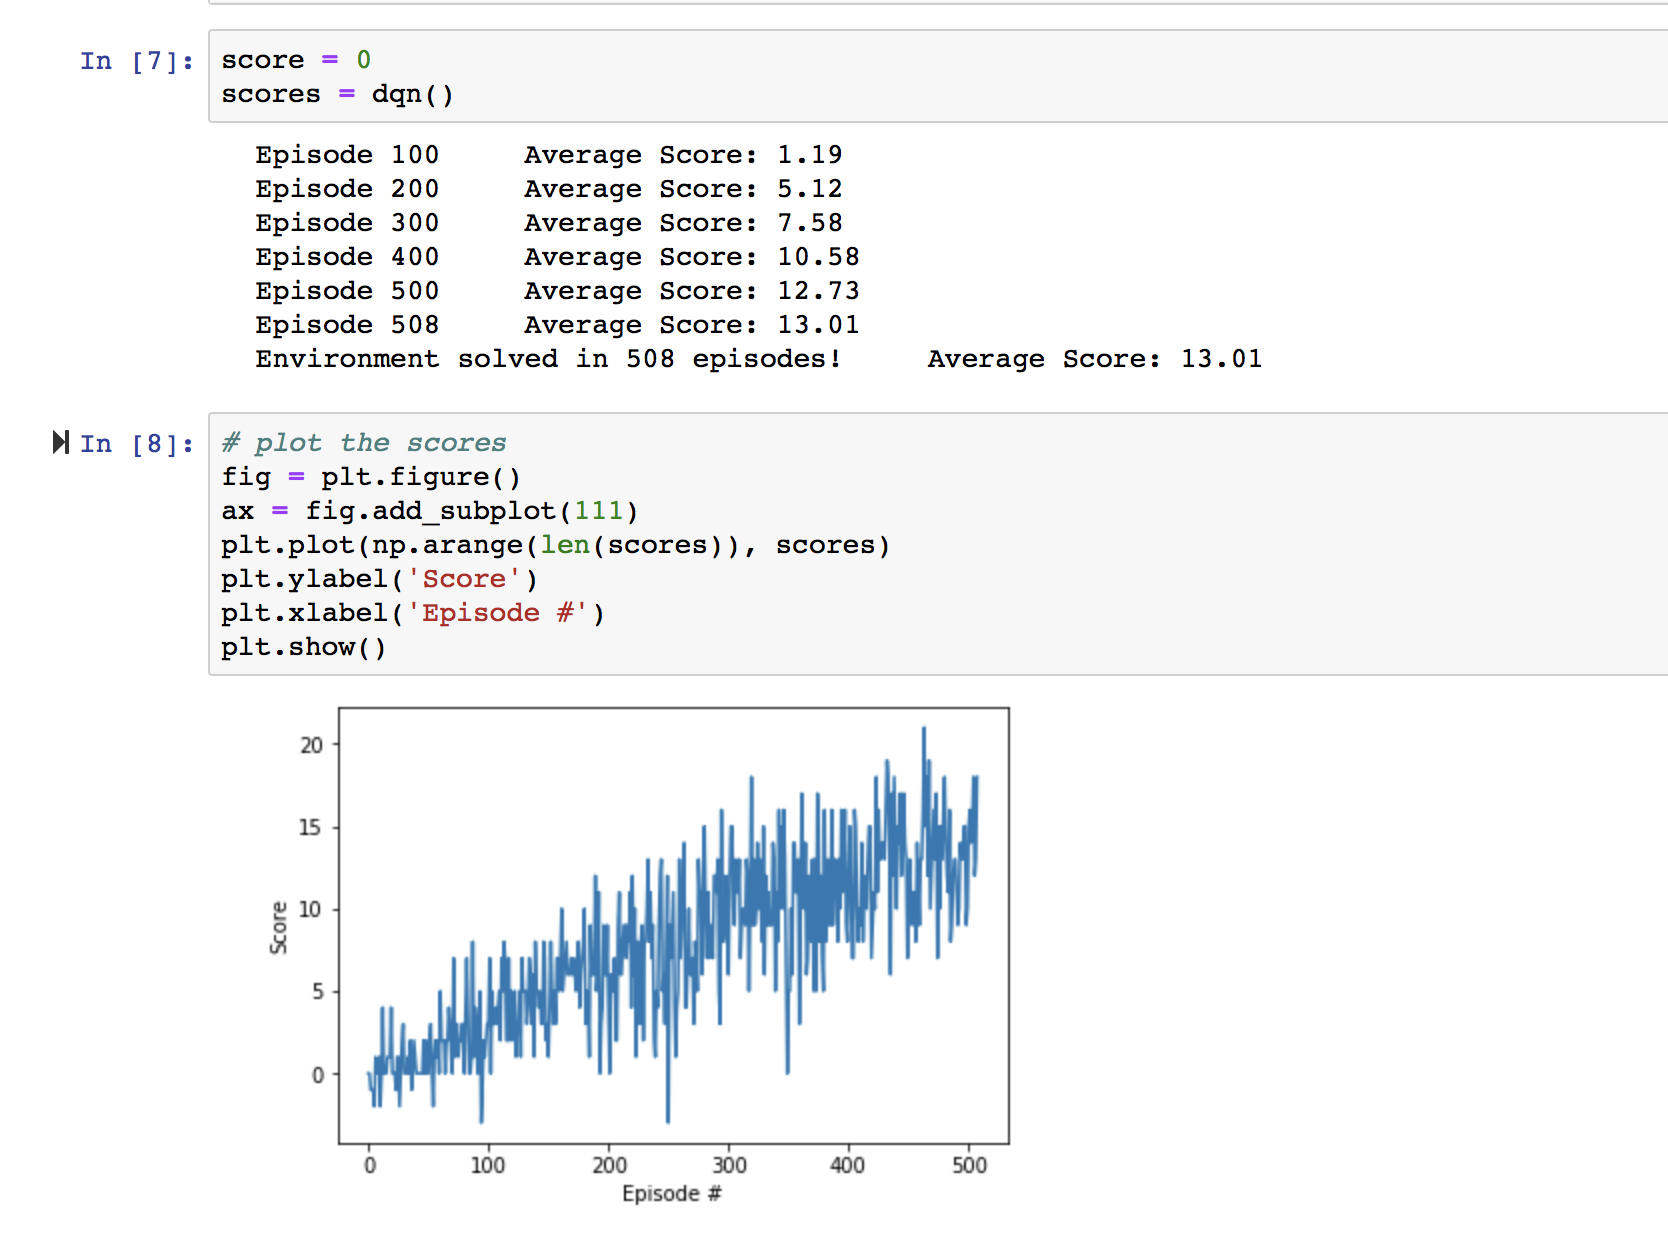 In [7]:
score = 0
scores = dqn()
Episode 100 Average Score: 1.19
Episode 200 Average Score: 5.12
Episode 300 Average Score: 7.58
Episode 400 Average Score: 10.58
Episode 500 Average Score: 12.73
Episode 508 Average Score: 13.01
Environment solved in 508 episodes! Average Score: 13.01
In [8]:
# plot the scores
fig = plt.figure()
ax = fig.add_subplot(111)
plt.plot(np.arange(len(scores)), scores)
plt.ylabel('Score')
plt.xlabel('Episode #')
plt.show()
20
15
10
5
0
Score
0 100 200 300 400 500
Episode #